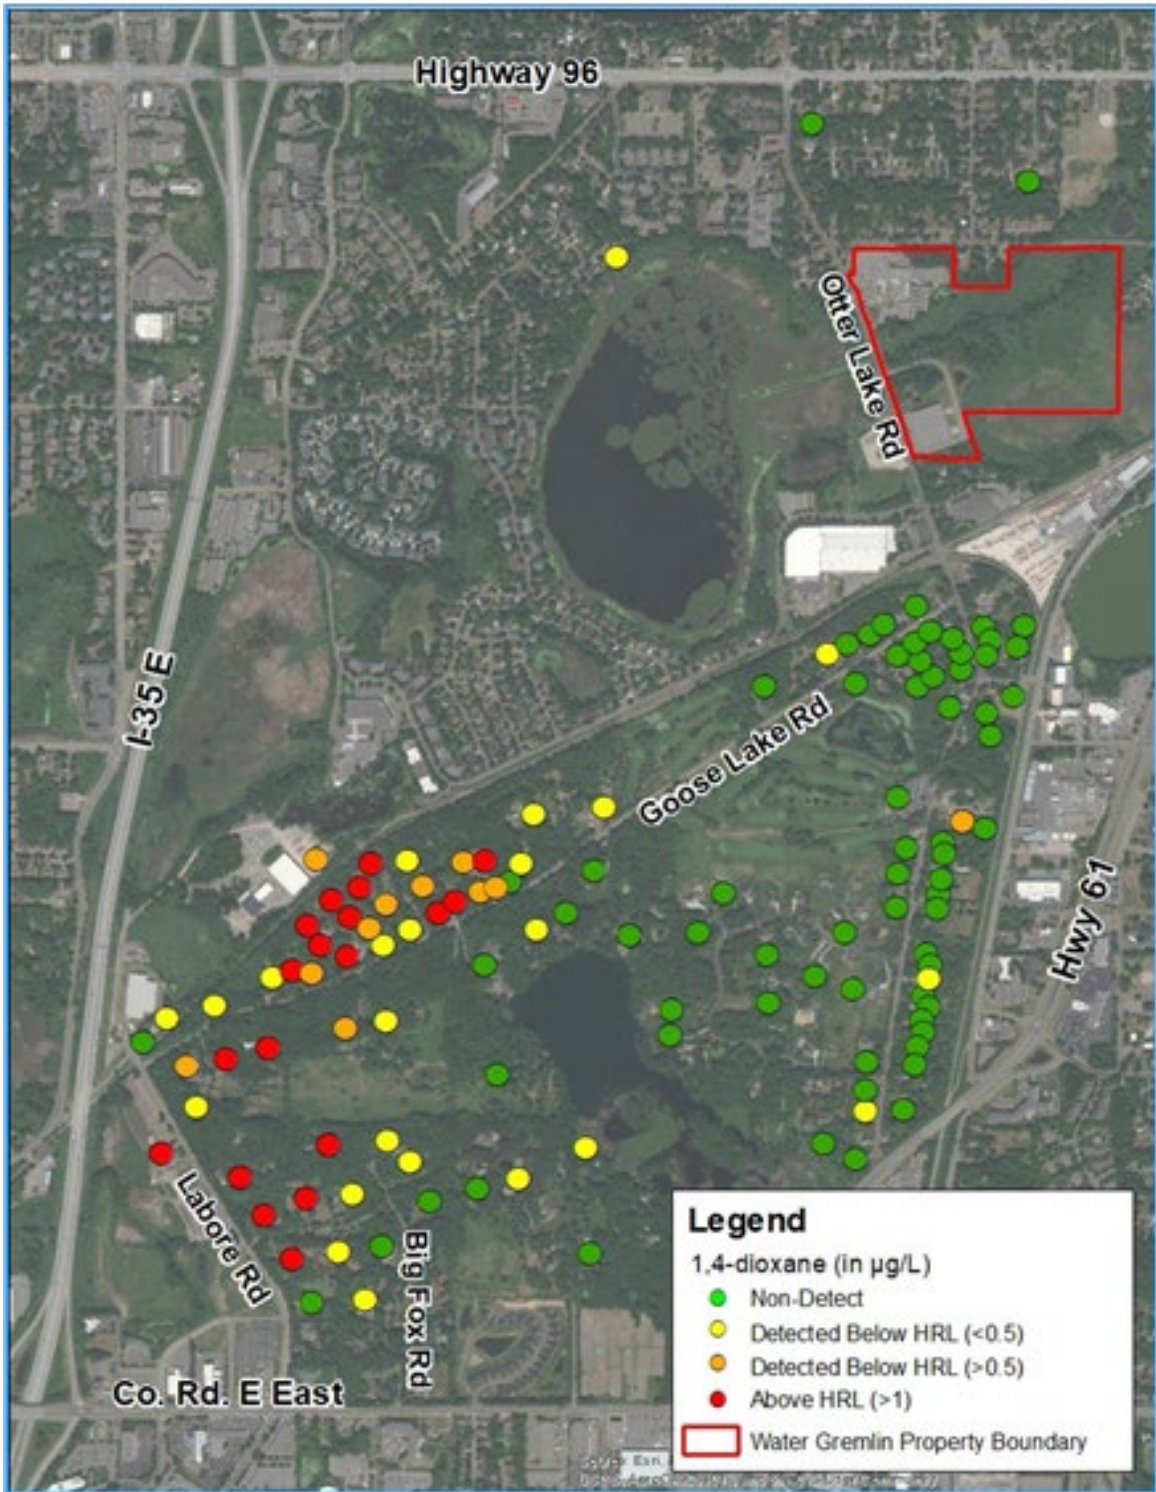 Highway 96
Otter Lake Rd
I-35 E
Goose Lake Rd
Hwy 61
Labore Rd
Big Fox Rd
Co. Rd. E East
Legend
1,4-dioxane (in µg/L)
Non-Detect
Detected Below HRL (<0.5)
Detected Below HRL (>0.5)
Above HRL (>1)
Water Gremlin Property Boundary
Esri,